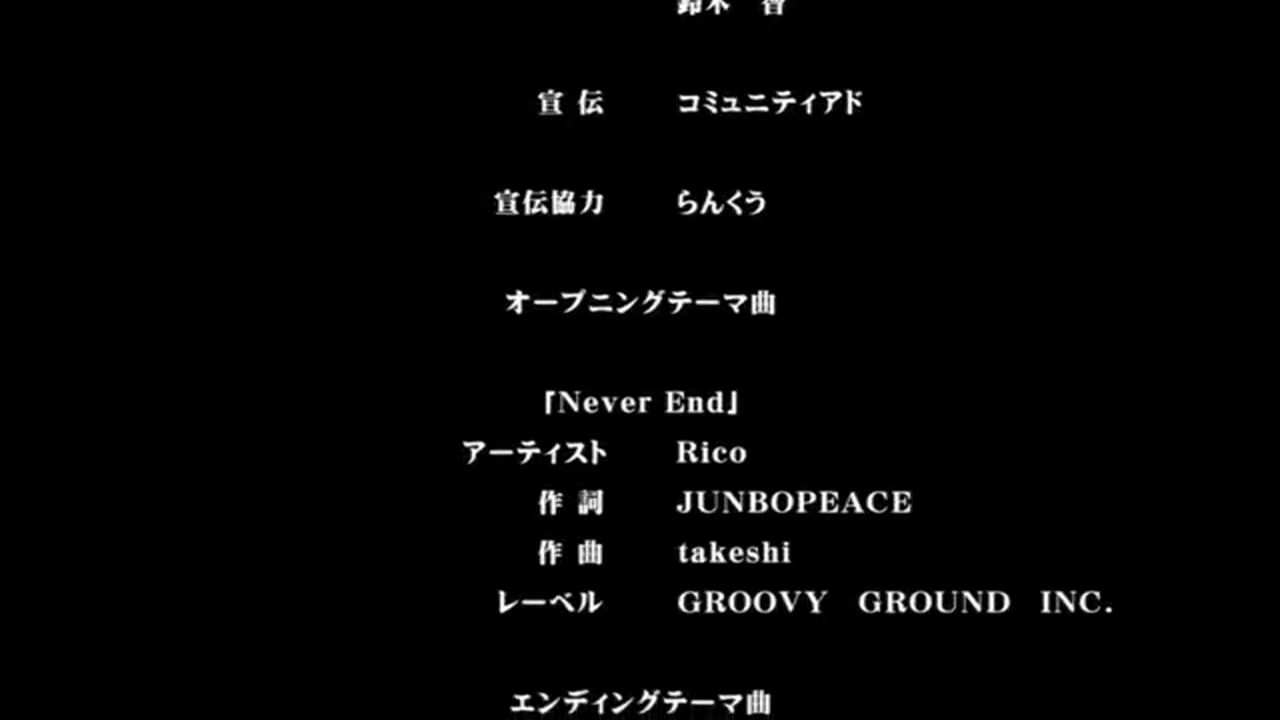 鈴木 智
宣 伝 コミュニティアド
宣伝協力 らんくう
オープニングテーマ曲
「Never End」
アーティスト Rico
作 詞 JUNBOPEACE
作 曲 takeshi
レーベル GROOVY GROUND INC.
エンディングテーマ曲